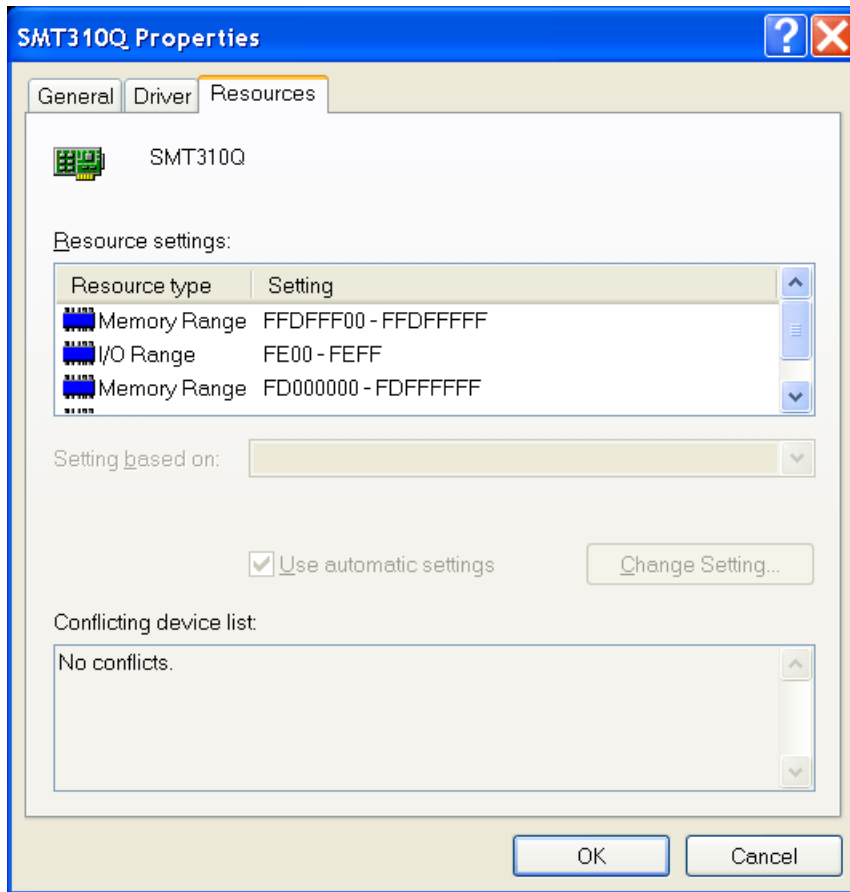 SMT310Q Properties
General Driver Resources
SMT310Q
Resource settings:
Resource type Setting
Memory Range FFDFFF00 - FFDFFFFF
I/O Range FE00 - FEFF
Memory Range FD000000 - FDFFFFFF
Setting based on:
Use automatic settings Change Setting...
Conflicting device list:
No conflicts.
OK Cancel